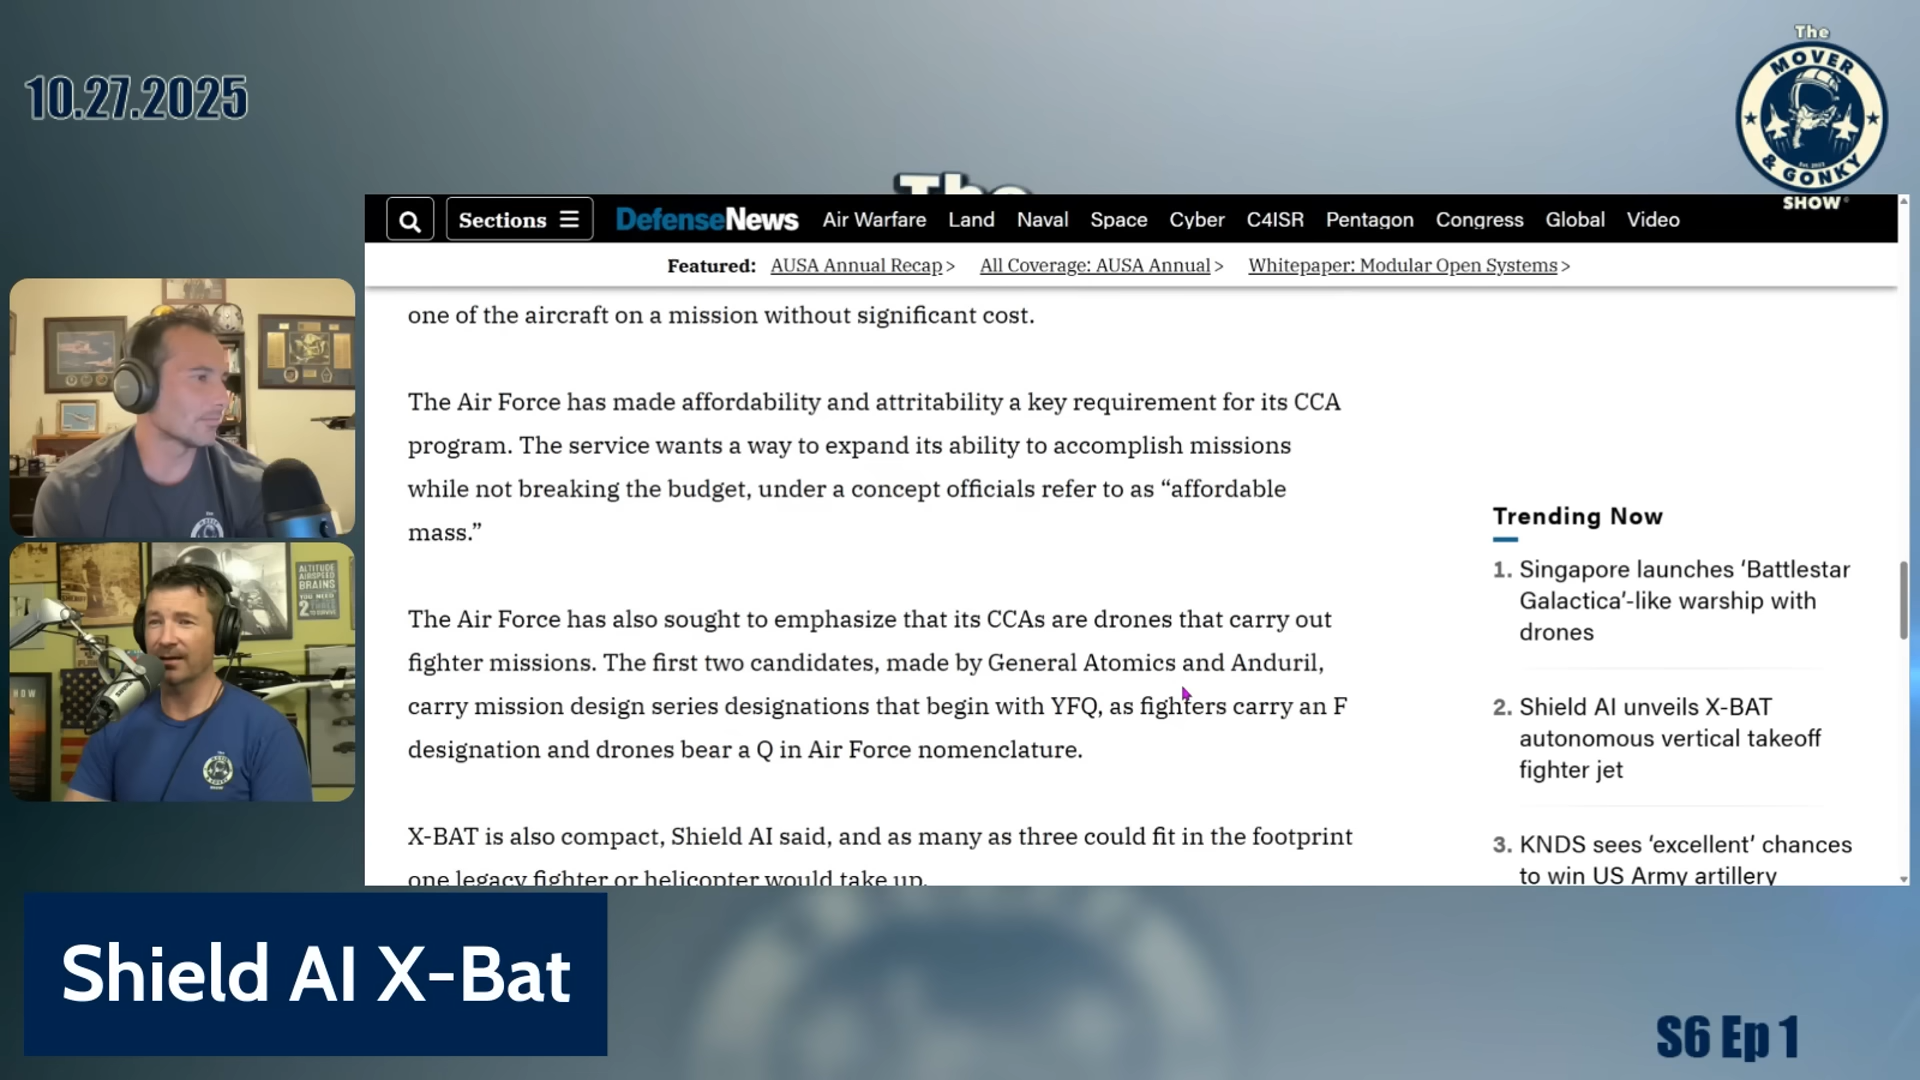 10.27.2025
The
MOVER
& GONKY
SHOW
The
Sections
DefenseNews
Air Warfare
Land
Naval
Space
Cyber
C4ISR
Pentagon
Congress
Global
Video
Featured: AUSA Annual Recap > All Coverage: AUSA Annual > Whitepaper: Modular Open Systems >
one of the aircraft on a mission without significant cost.
The Air Force has made affordability and attritability a key requirement for its CCA
program. The service wants a way to expand its ability to accomplish missions
while not breaking the budget, under a concept officials refer to as “affordable
mass.”
The Air Force has also sought to emphasize that its CCAs are drones that carry out
fighter missions. The first two candidates, made by General Atomics and Anduril,
carry mission design series designations that begin with YFQ, as fighters carry an F
designation and drones bear a Q in Air Force nomenclature.
X-BAT is also compact, Shield AI said, and as many as three could fit in the footprint
one legacy fighter or helicopter would take up.
Trending Now
1. Singapore launches ‘Battlestar
Galactica’-like warship with
drones
2. Shield AI unveils X-BAT
autonomous vertical takeoff
fighter jet
3. KNDS sees ‘excellent’ chances
to win US Army artillery
ALTITUDE
AIRSPEED
BRAINS
YOU NEED
2
Shield AI X-Bat
S6 Ep 1